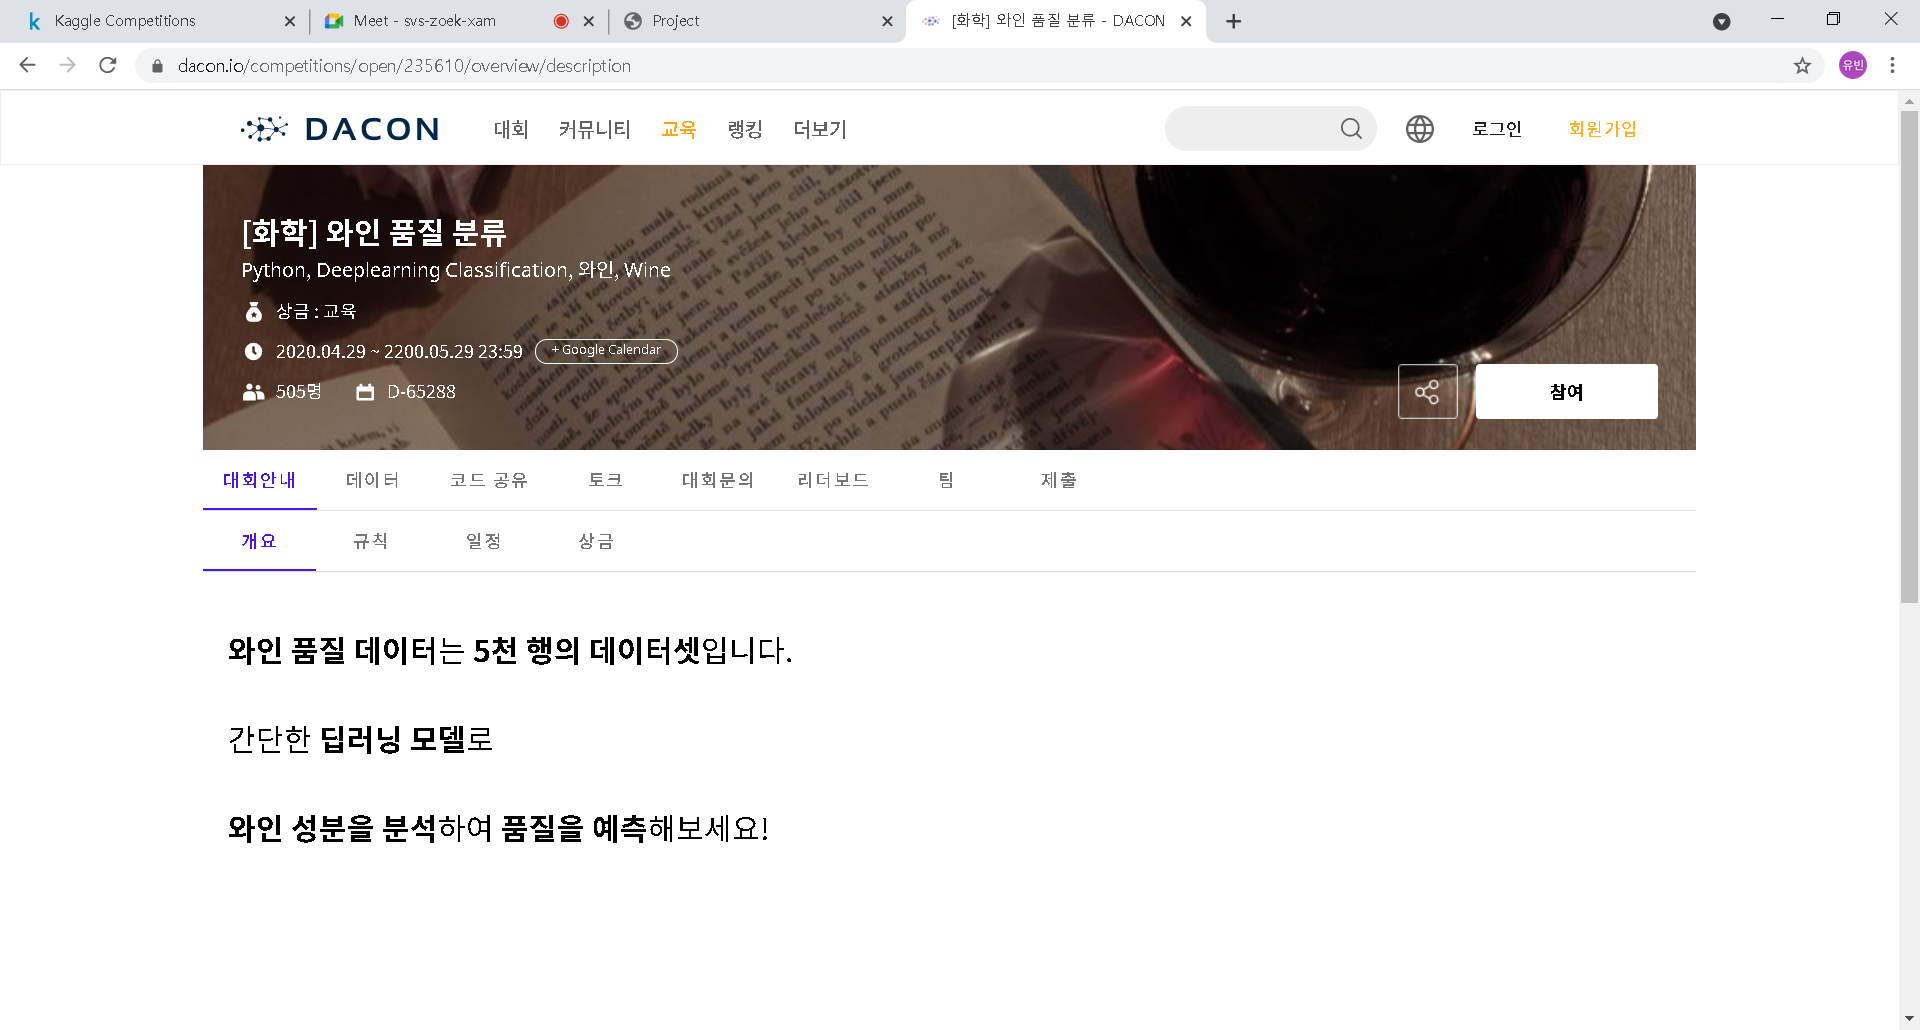 Kaggle Competitions
Meet - svs-zoek-xam
Project
[화학] 와인 품질 분류 - DACON
dacon.io/competitions/open/235610/overview/description
유빈
DACON
대회
커뮤니티
교육
랭킹
더보기
로그인
회원가입
[화학] 와인 품질 분류
Python, Deeplearning Classification, 와인, Wine
상금 : 교육
2020.04.29 ~ 2200.05.29 23:59
+ Google Calendar
505명
D-65288
참여
대회안내
데이터
코드 공유
토크
대회문의
리더보드
팀
제출
개요
규칙
일정
상금
와인 품질 데이터는 5천 행의 데이터셋입니다.
간단한 딥러닝 모델로
와인 성분을 분석하여 품질을 예측해보세요!